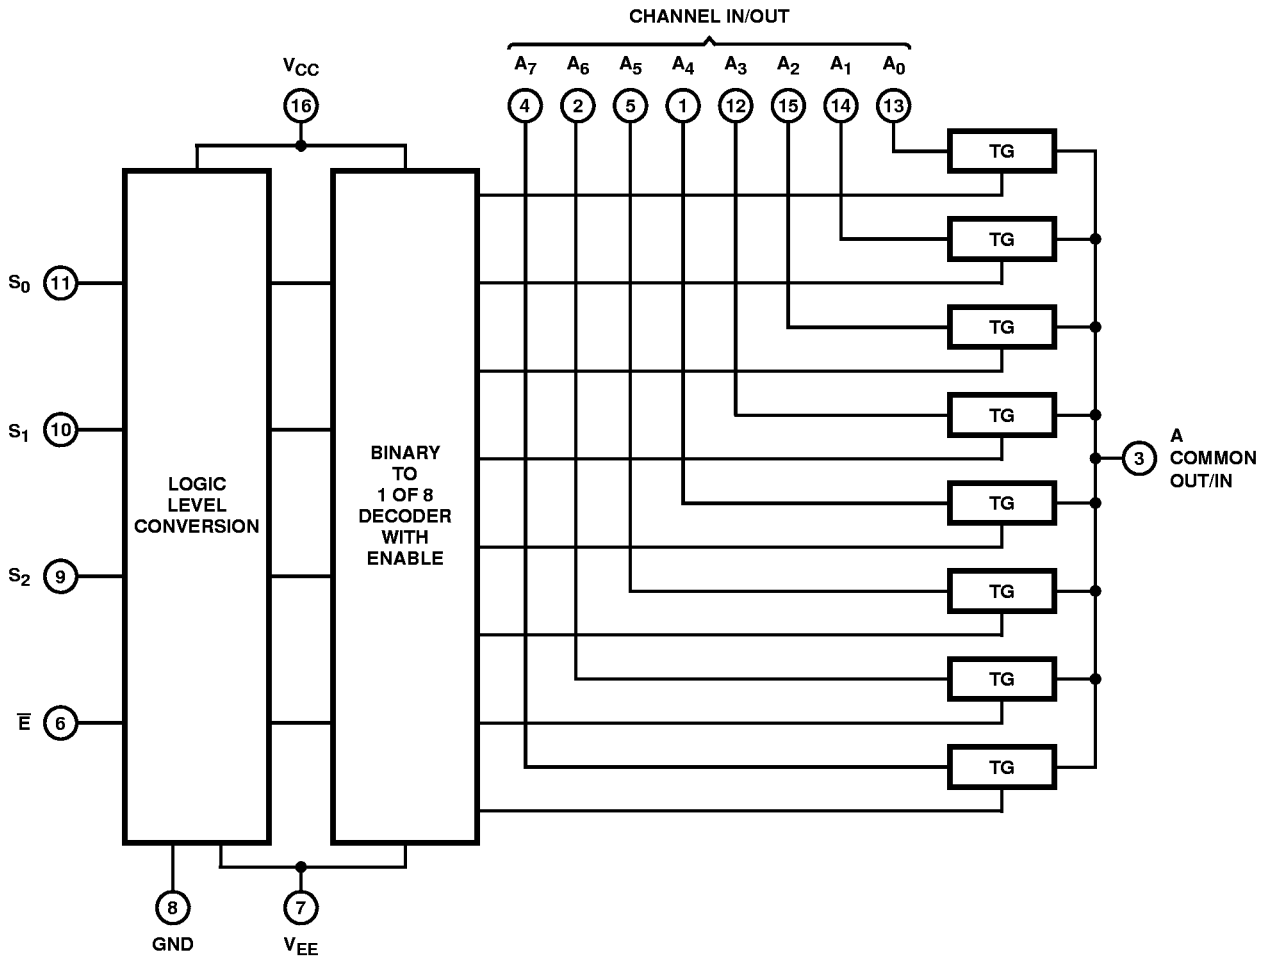 CHANNEL IN/OUT
VCC
A7 A6 A5 A4 A3 A2 A1 A0
16
4 2 5 1 12 15 14 13
TG
TG
S0 11
TG
TG
S1 10
BINARY
TO
1 OF 8
DECODER
WITH
ENABLE
LOGIC
LEVEL
CONVERSION
3
A
COMMON
OUT/IN
TG
S2 9
TG
TG
E̅ 6
TG
8
7
GND
VEE